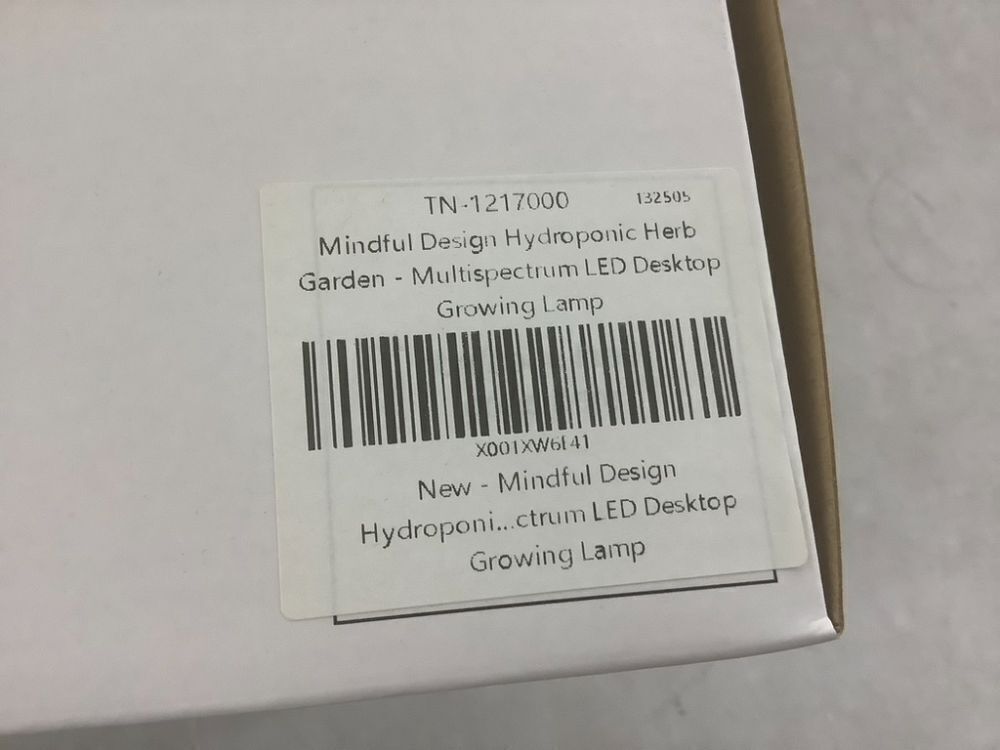 TN-1217000 132505
Mindful Design Hydroponic Herb
Garden - Multispectrum LED Desktop
Growing Lamp
New - Mindful Design
Hydroponi...ctrum LED Desktop
Growing Lamp